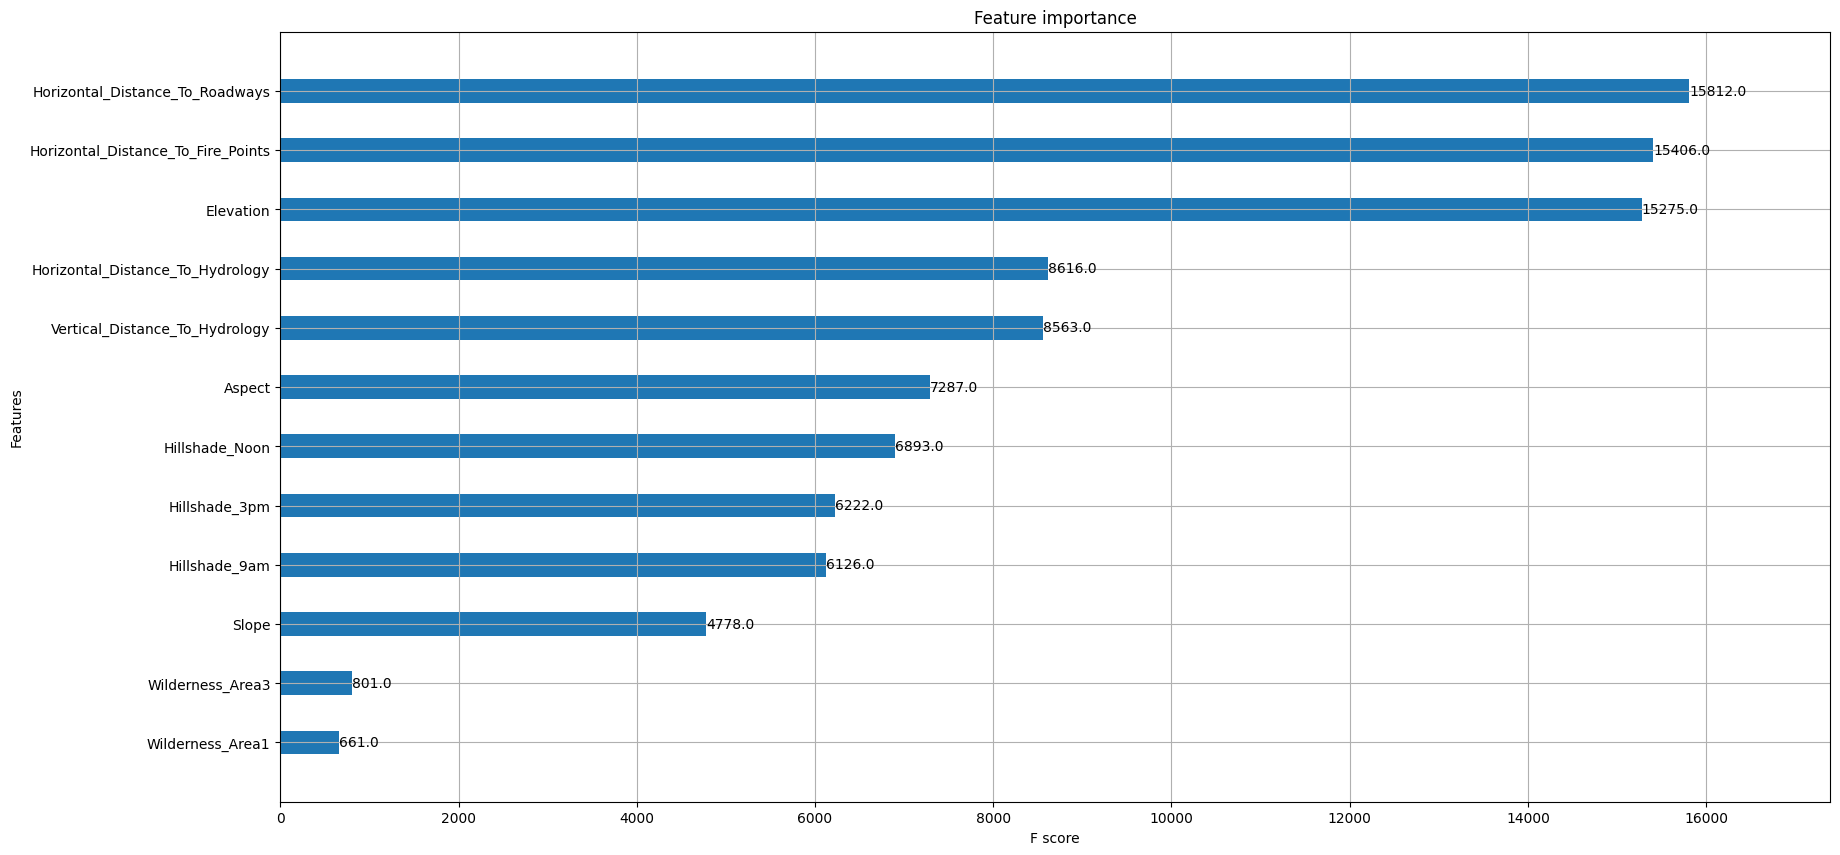 Feature importance
Horizontal_Distance_To_Roadways 15812.0
Horizontal_Distance_To_Fire_Points 15406.0
Elevation 15275.0
Horizontal_Distance_To_Hydrology 8616.0
Vertical_Distance_To_Hydrology 8563.0
Aspect 7287.0
Features
Hillshade_Noon 6893.0
Hillshade_3pm 6222.0
Hillshade_9am 6126.0
Slope 4778.0
Wilderness_Area3 801.0
Wilderness_Area1 661.0
0 2000 4000 6000 8000 10000 12000 14000 16000
F score